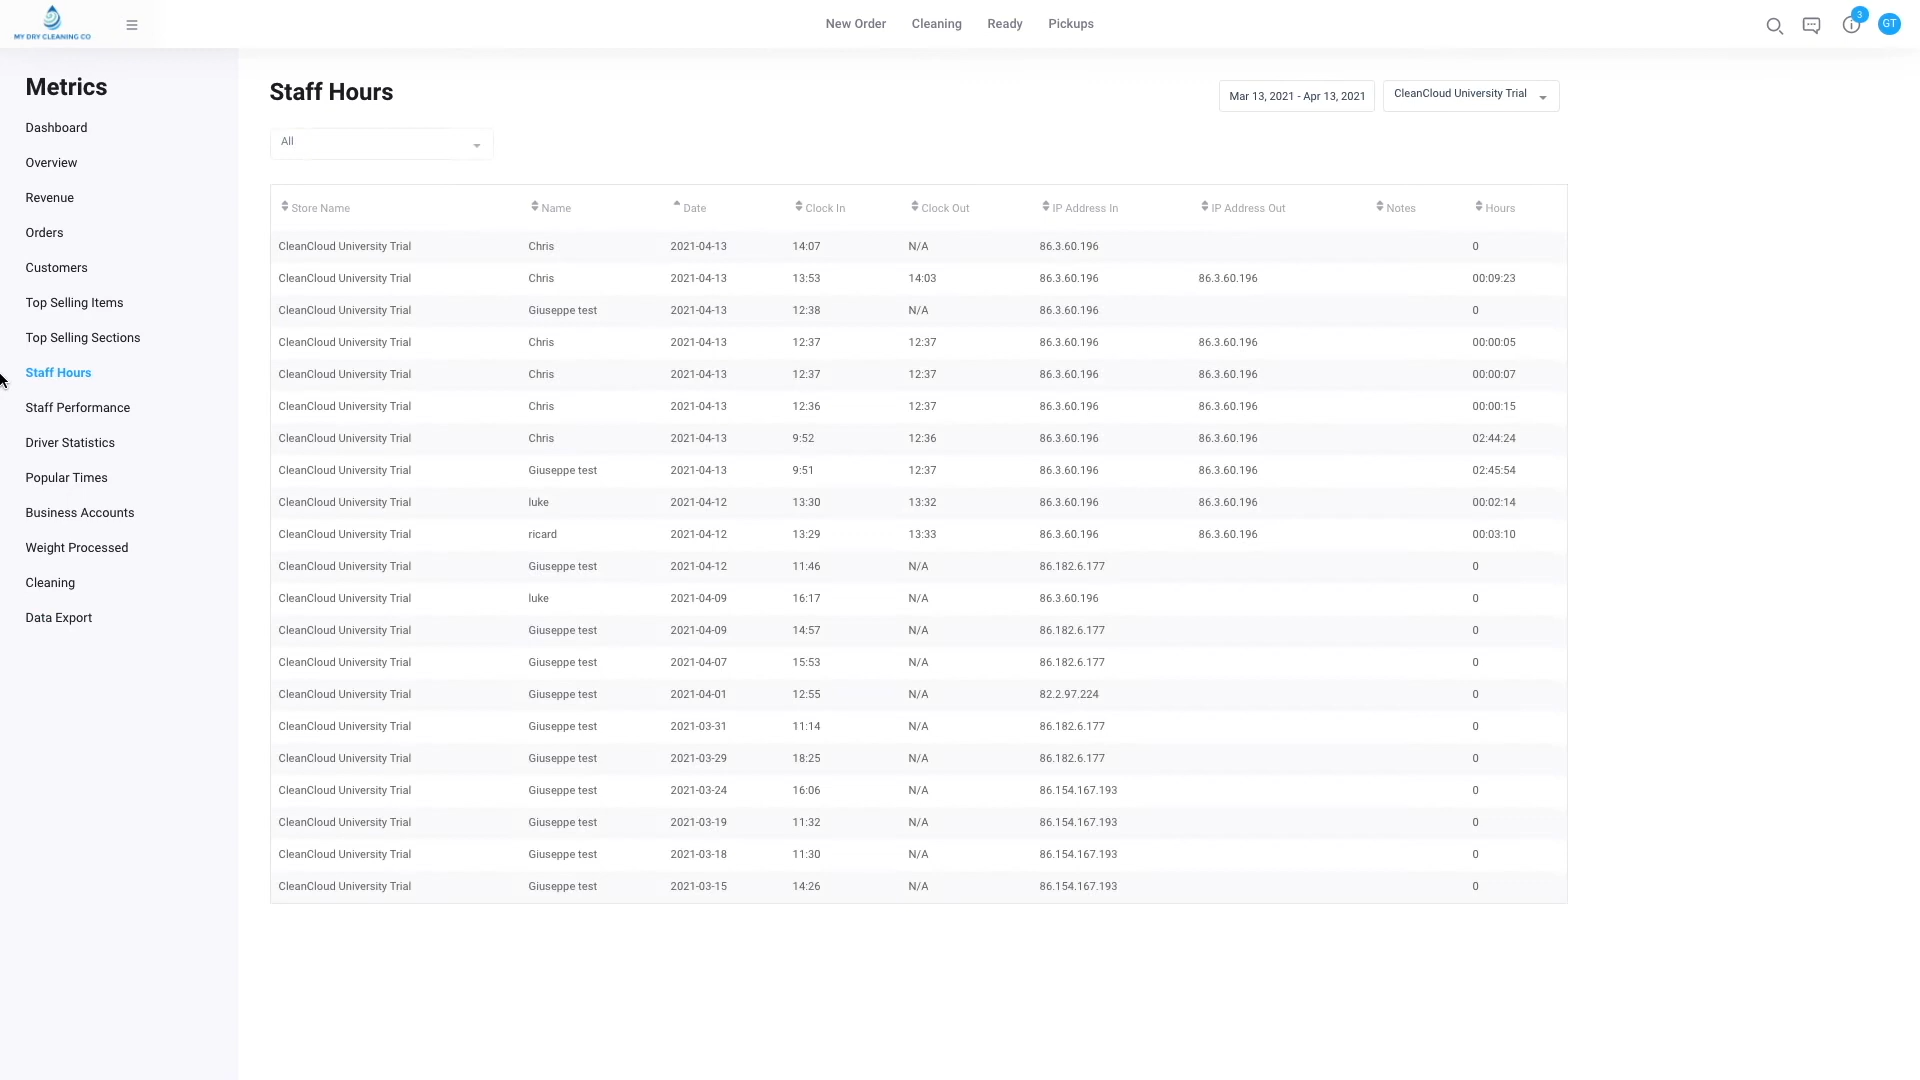 MY DRY CLEANING CO
New Order Cleaning Ready Pickups
3
GT
Metrics
Dashboard
Overview
Revenue
Orders
Customers
Top Selling Items
Top Selling Sections
Staff Hours
Staff Performance
Driver Statistics
Popular Times
Business Accounts
Weight Processed
Cleaning
Data Export
Staff Hours
Mar 13, 2021 - Apr 13, 2021
CleanCloud University Trial
All
Store Name Name Date Clock In Clock Out IP Address In IP Address Out Notes Hours
CleanCloud University Trial Chris 2021-04-13 14:07 N/A 86.3.60.196 0
CleanCloud University Trial Chris 2021-04-13 13:53 14:03 86.3.60.196 86.3.60.196 00:09:23
CleanCloud University Trial Giuseppe test 2021-04-13 12:38 N/A 86.3.60.196 0
CleanCloud University Trial Chris 2021-04-13 12:37 12:37 86.3.60.196 86.3.60.196 00:00:05
CleanCloud University Trial Chris 2021-04-13 12:37 12:37 86.3.60.196 86.3.60.196 00:00:07
CleanCloud University Trial Chris 2021-04-13 12:36 12:37 86.3.60.196 86.3.60.196 00:00:15
CleanCloud University Trial Chris 2021-04-13 9:52 12:36 86.3.60.196 86.3.60.196 02:44:24
CleanCloud University Trial Giuseppe test 2021-04-13 9:51 12:37 86.3.60.196 86.3.60.196 02:45:54
CleanCloud University Trial luke 2021-04-12 13:30 13:32 86.3.60.196 86.3.60.196 00:02:14
CleanCloud University Trial ricard 2021-04-12 13:29 13:33 86.3.60.196 86.3.60.196 00:03:10
CleanCloud University Trial Giuseppe test 2021-04-12 11:46 N/A 86.182.6.177 0
CleanCloud University Trial luke 2021-04-09 16:17 N/A 86.3.60.196 0
CleanCloud University Trial Giuseppe test 2021-04-09 14:57 N/A 86.182.6.177 0
CleanCloud University Trial Giuseppe test 2021-04-07 15:53 N/A 86.182.6.177 0
CleanCloud University Trial Giuseppe test 2021-04-01 12:55 N/A 82.2.97.224 0
CleanCloud University Trial Giuseppe test 2021-03-31 11:14 N/A 86.182.6.177 0
CleanCloud University Trial Giuseppe test 2021-03-29 18:25 N/A 86.182.6.177 0
CleanCloud University Trial Giuseppe test 2021-03-24 16:06 N/A 86.154.167.193 0
CleanCloud University Trial Giuseppe test 2021-03-19 11:32 N/A 86.154.167.193 0
CleanCloud University Trial Giuseppe test 2021-03-18 11:30 N/A 86.154.167.193 0
CleanCloud University Trial Giuseppe test 2021-03-15 14:26 N/A 86.154.167.193 0